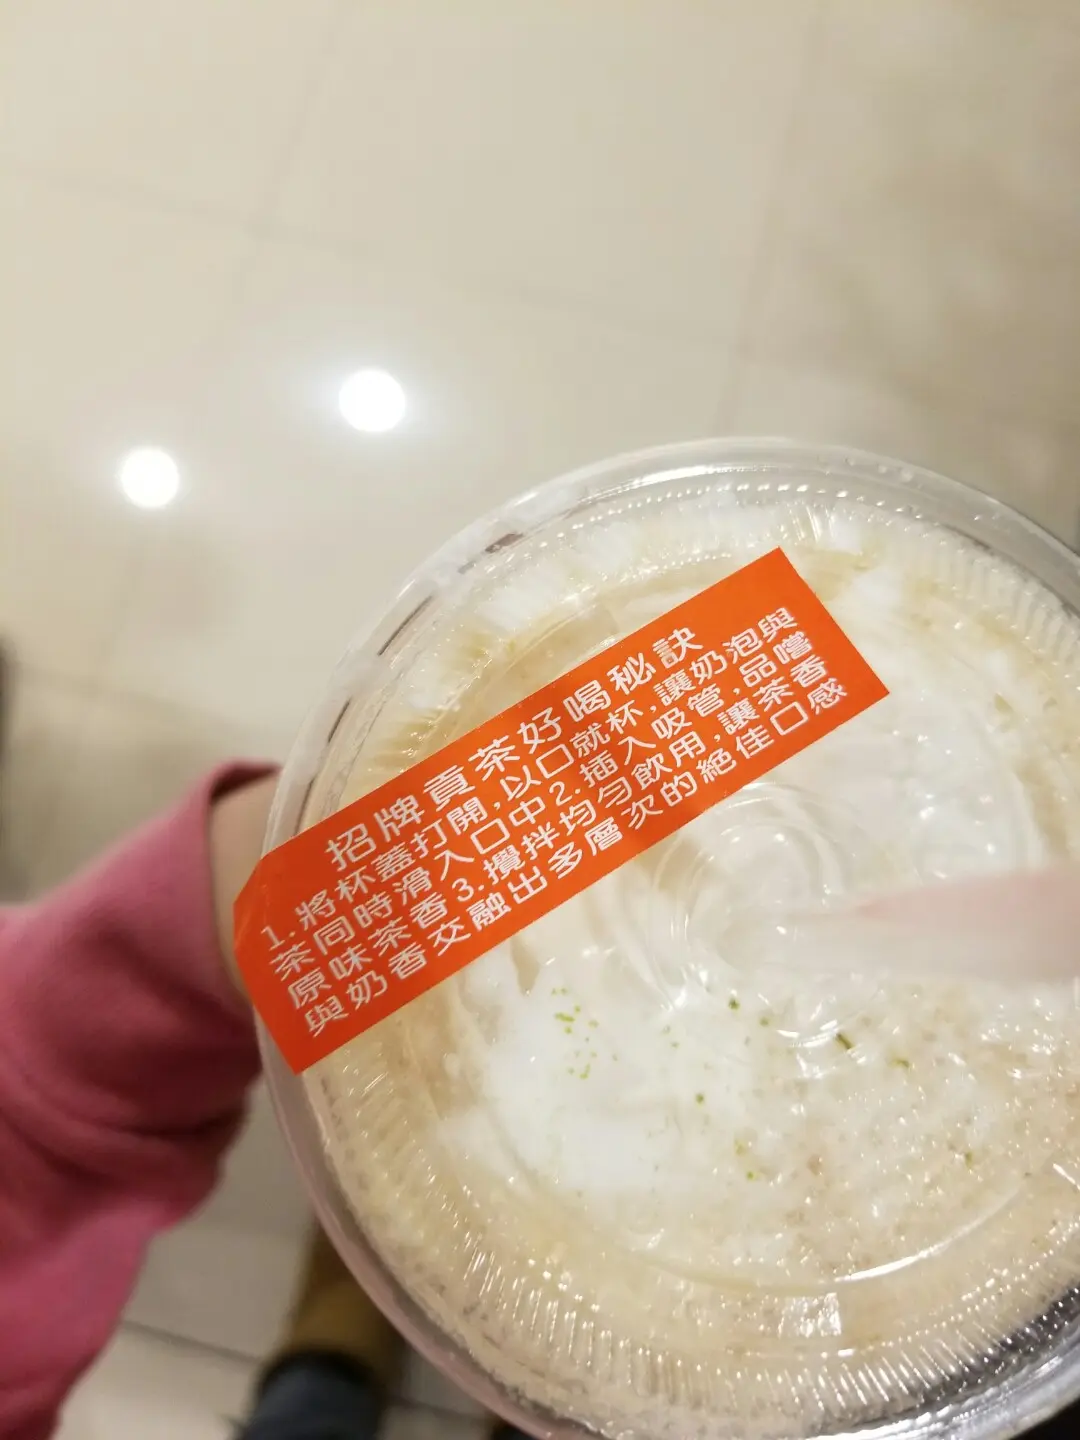 招牌貢茶好喝秘訣
1.將杯蓋打開,以口就杯,讓奶泡與
茶同時滑入口中2.插入吸管,品嚐
原味茶香3.攪拌均勻飲用,讓茶香
與奶香交融出多層次的絕佳口感